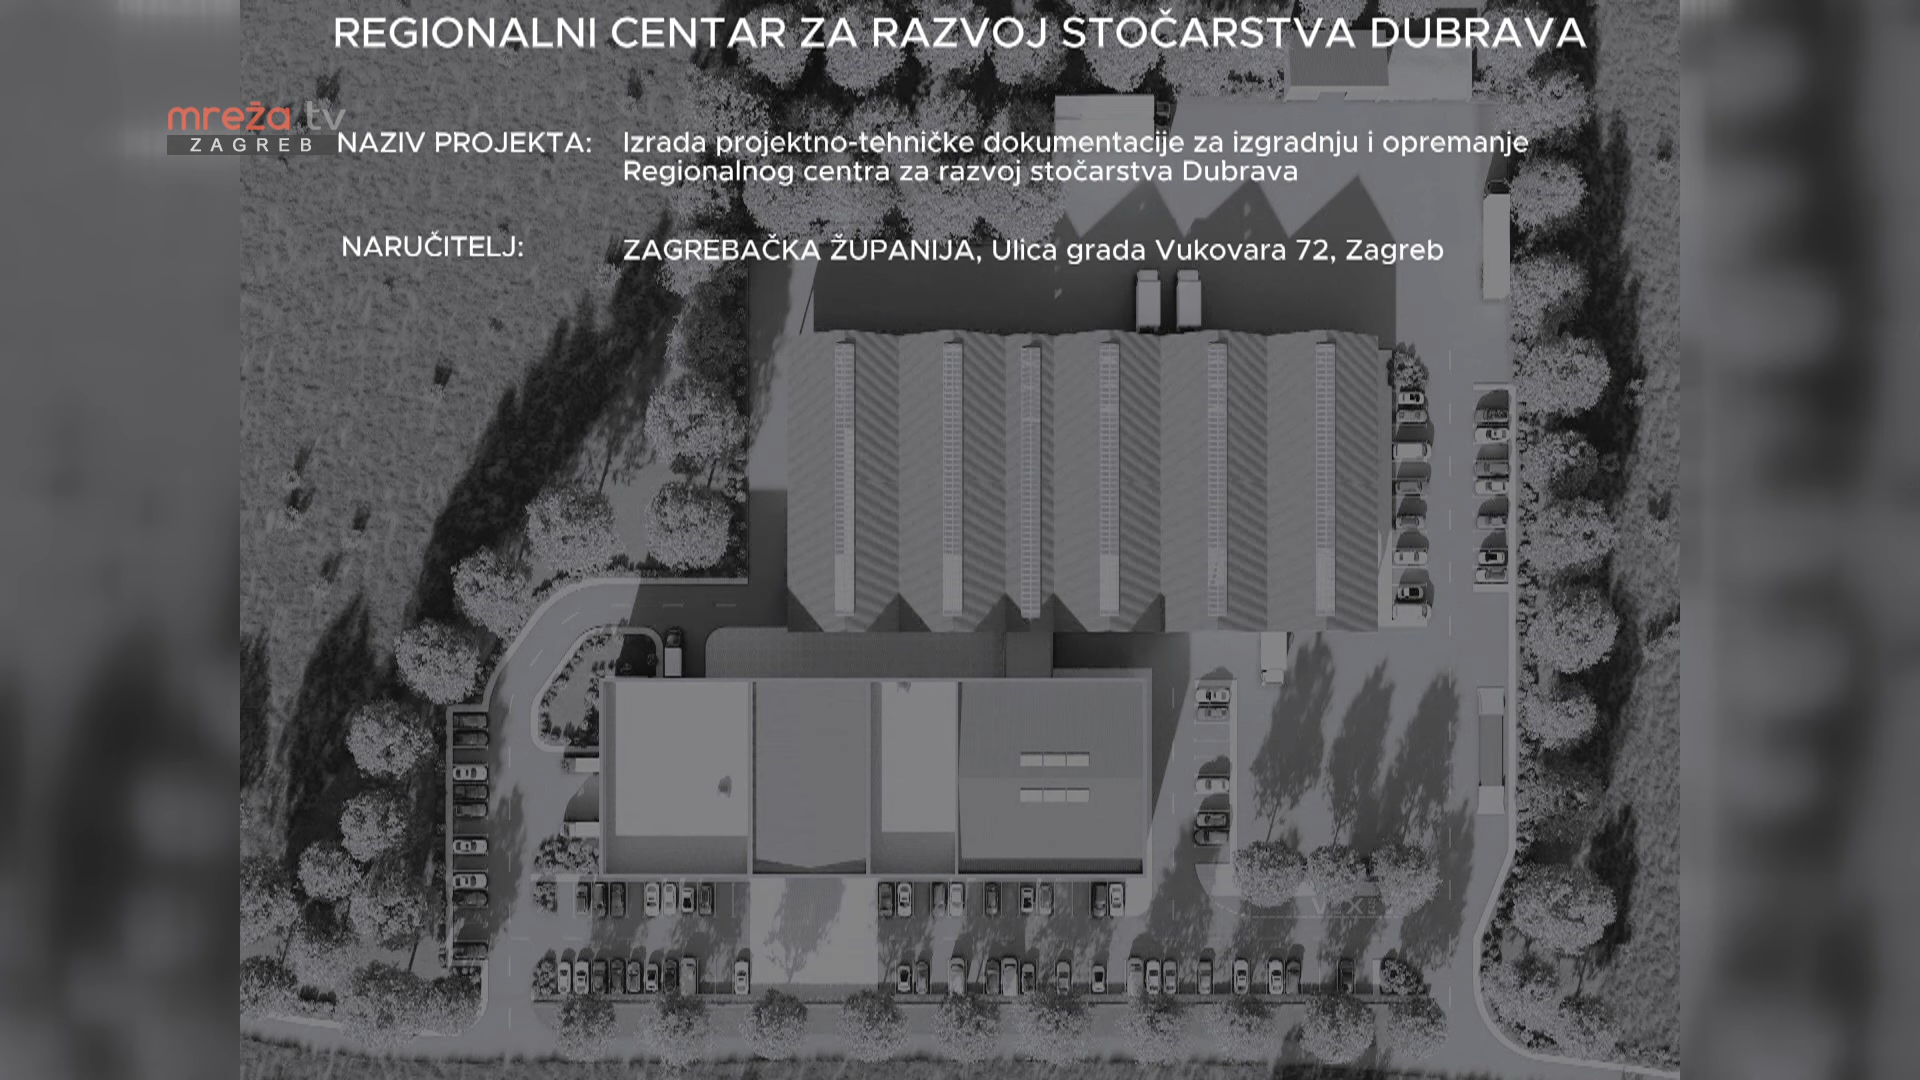 REGIONALNI CENTAR ZA RAZVOJ STOČARSTVA DUBRAVA
mreža tv
ZAGREB
NAZIV PROJEKTA: Izrada projektno-tehničke dokumentacije za izgradnju i opremanje
Regionalnog centra za razvoj stočarstva Dubrava
NARUČITELJ: ZAGREBAČKA ŽUPANIJA, Ulica grada Vukovara 72, Zagreb